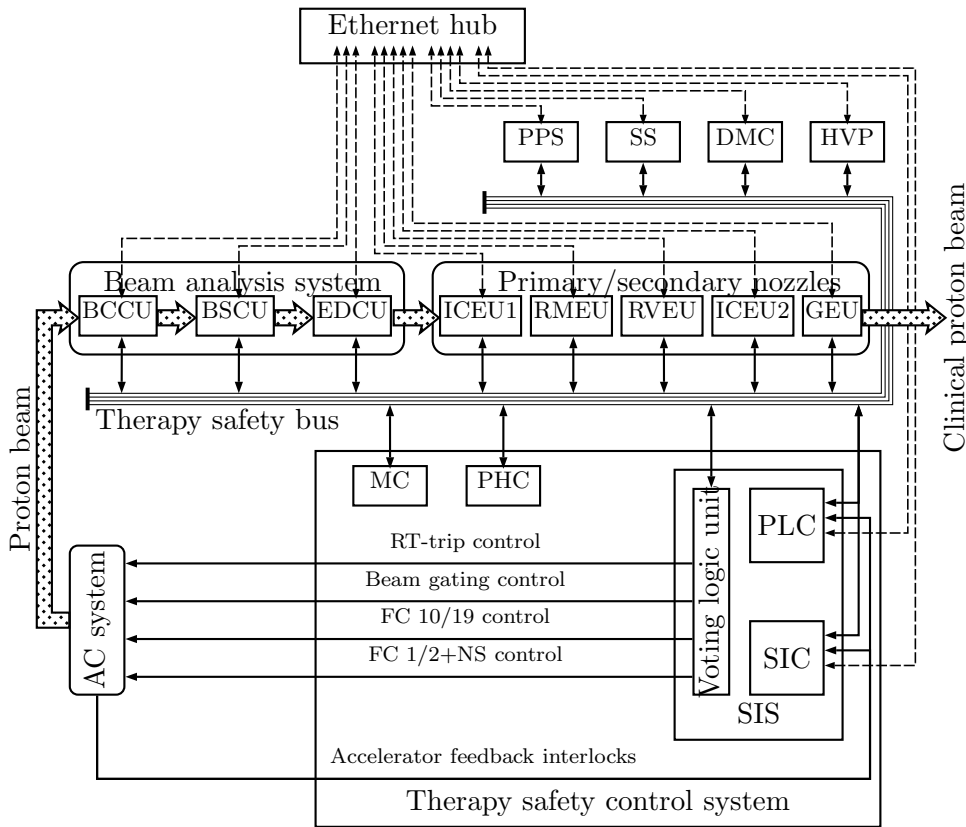 Ethernet hub
PPS
SS
DMC
HVP
Beam analysis system
Primary/secondary nozzles
BCCU
BSCU
EDCU
ICEU1
RMEU
RVEU
ICEU2
GEU
Clinical proton beam
Therapy safety bus
Proton beam
MC
PHC
Voting logic unit
PLC
RT-trip control
Beam gating control
FC 10/19 control
FC 1/2+NS control
AC system
SIC
SIS
Accelerator feedback interlocks
Therapy safety control system